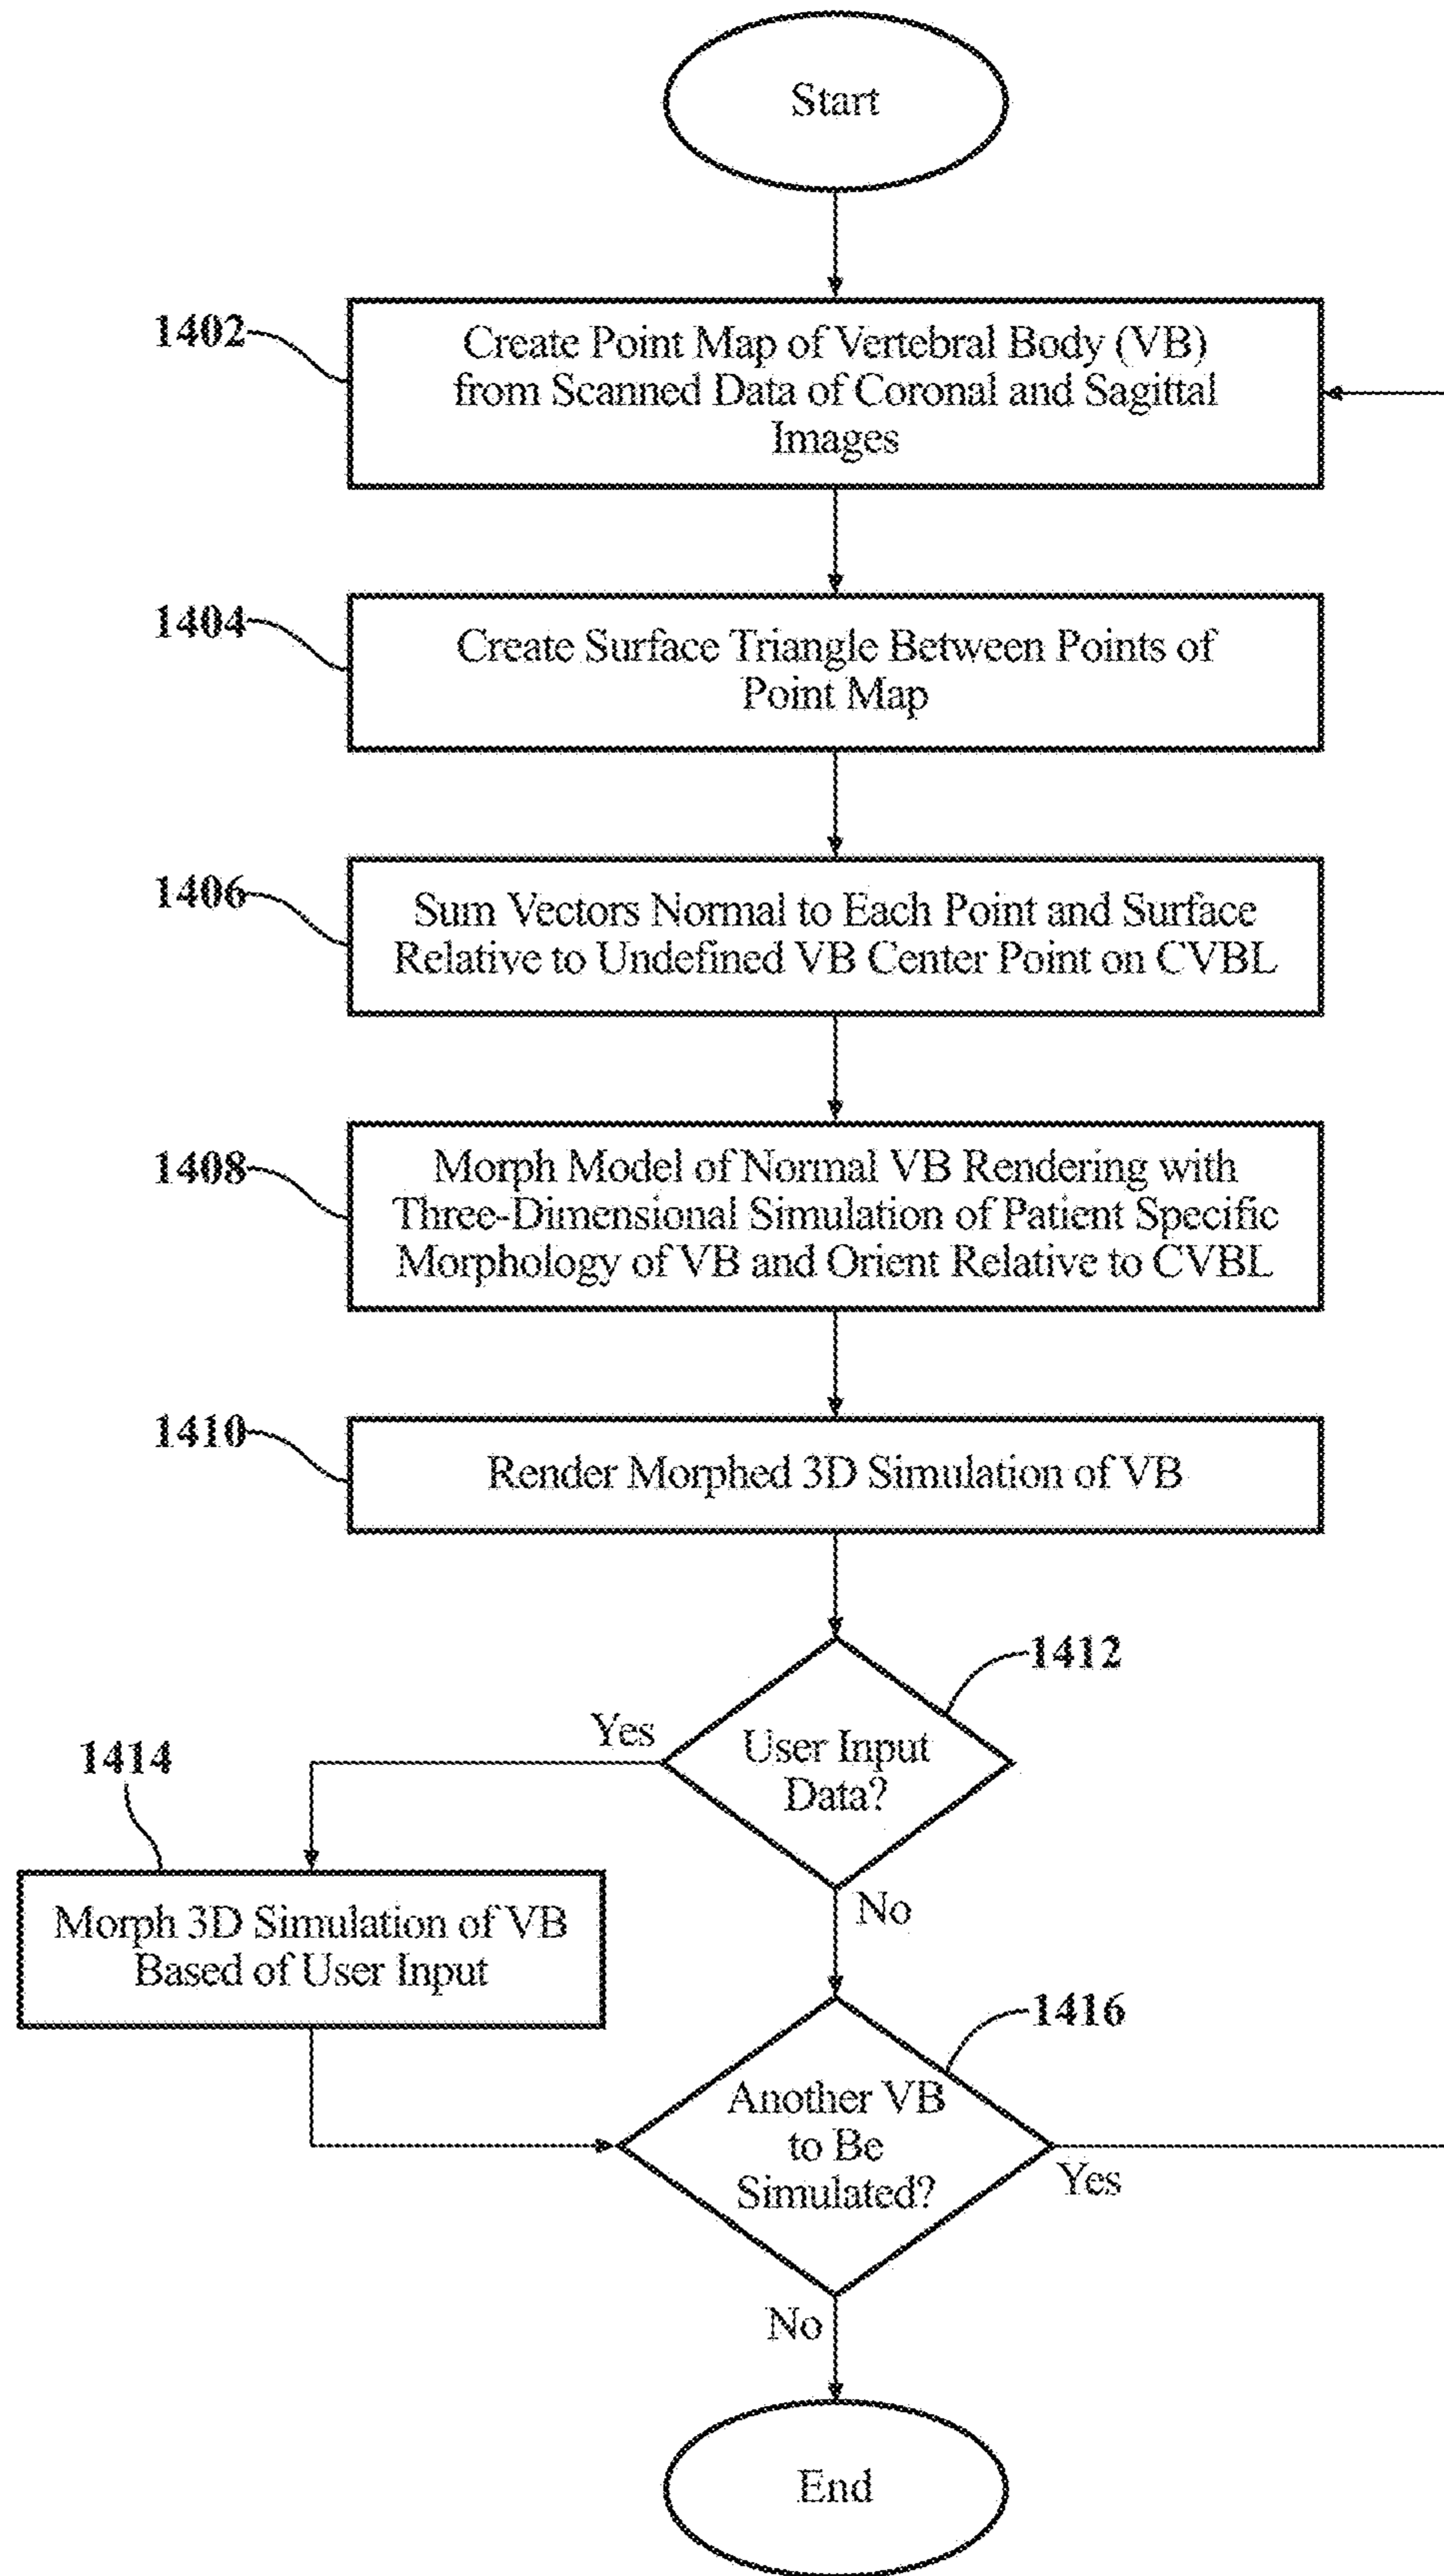 Start
1402
Create Point Map of Vertebral Body (VB)
from Scanned Data of Coronal and Sagittal
Images
1404
Create Surface Triangle Between Points of
Point Map
1406
Sum Vectors Normal to Each Point and Surface
Relative to Undefined VB Center Point on CVBL
1408
Morph Model of Normal VB Rendering with
Three-Dimensional Simulation of Patient Specific
Morphology of VB and Orient Relative to CVBL
1410
Render Morphed 3D Simulation of VB
1412
User Input
Data?
Yes
No
1414
Morph 3D Simulation of VB
Based of User Input
1416
Another VB
to Be
Simulated?
Yes
No
End